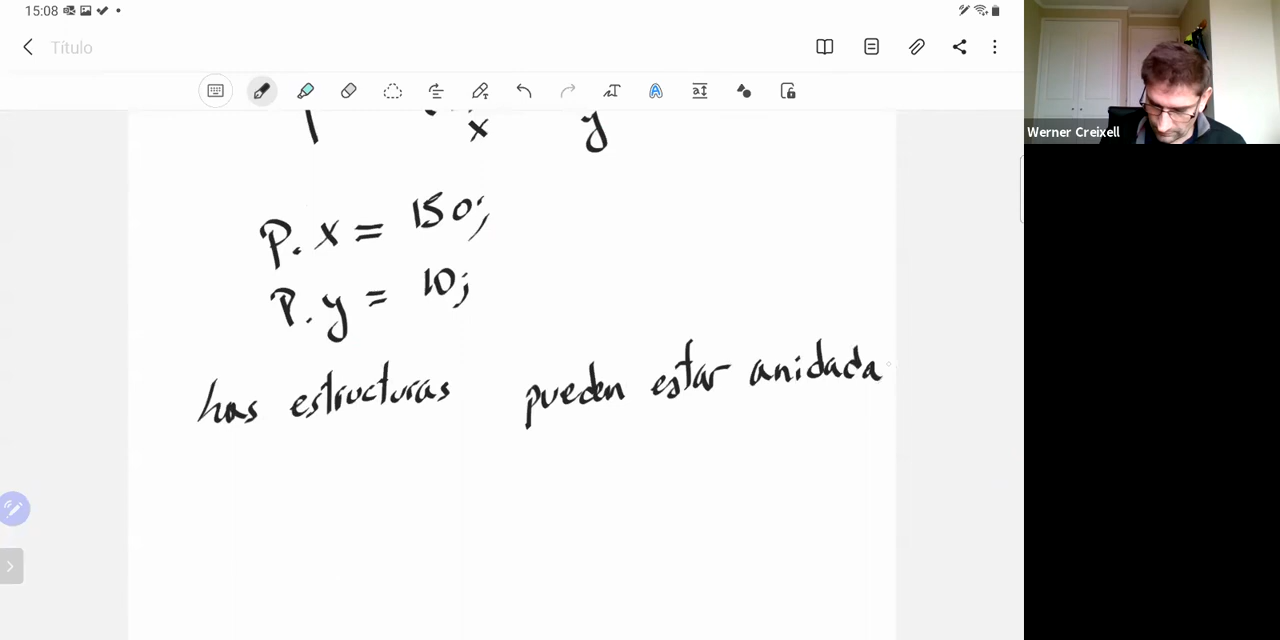 15:08
Título
x y
P.x = 150;
P.y = 10;
Las estructuras pueden estar anidada
Werner Creixell